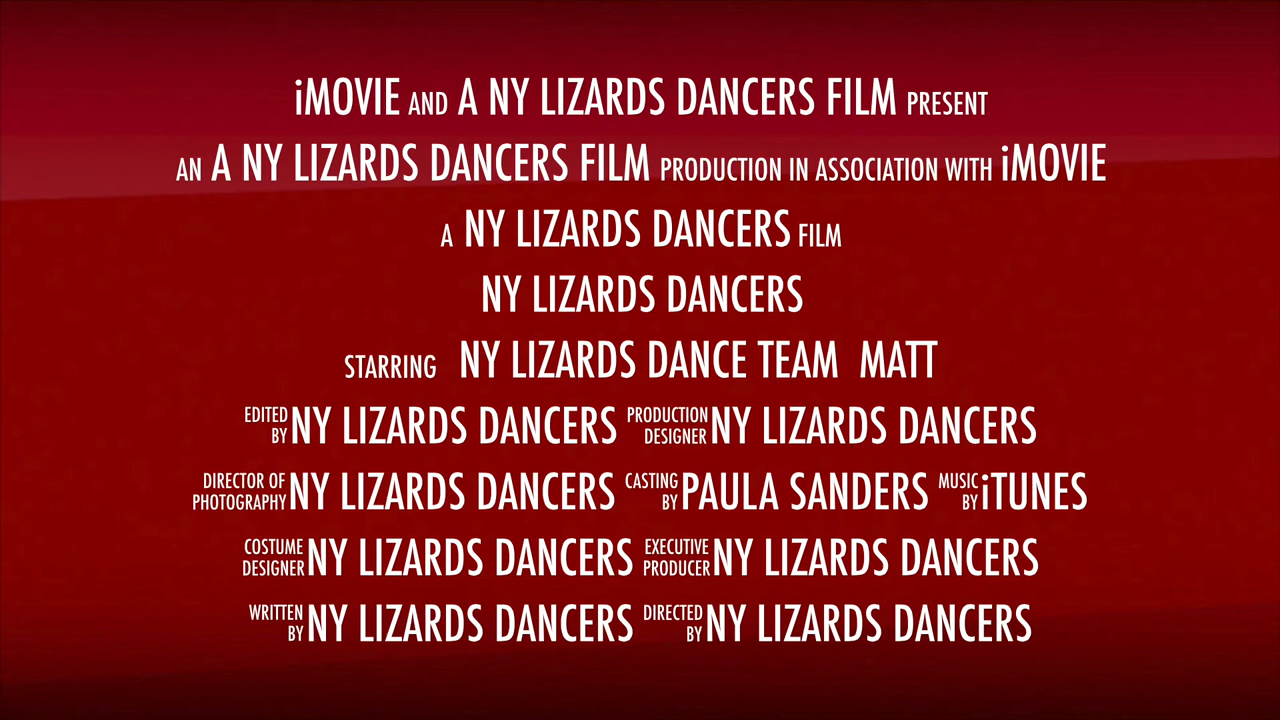 iMOVIE AND A NY LIZARDS DANCERS FILM PRESENT
AN A NY LIZARDS DANCERS FILM PRODUCTION IN ASSOCIATION WITH iMOVIE
A NY LIZARDS DANCERS FILM
NY LIZARDS DANCERS
STARRING NY LIZARDS DANCE TEAM MATT
EDITED BY NY LIZARDS DANCERS PRODUCTION DESIGNER NY LIZARDS DANCERS
DIRECTOR OF PHOTOGRAPHY NY LIZARDS DANCERS CASTING BY PAULA SANDERS MUSIC BY iTUNES
COSTUME DESIGNER NY LIZARDS DANCERS EXECUTIVE PRODUCER NY LIZARDS DANCERS
WRITTEN BY NY LIZARDS DANCERS DIRECTED BY NY LIZARDS DANCERS